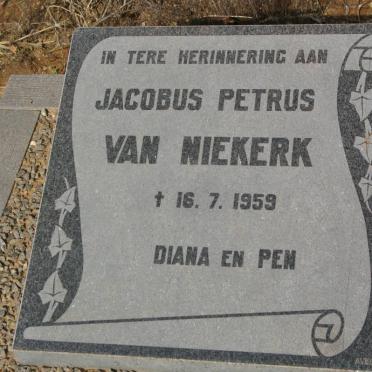 IN TERE HERINNERING AAN
JACOBUS PETRUS
VAN NIEKERK
† 16. 7. 1959
DIANA EN PEN